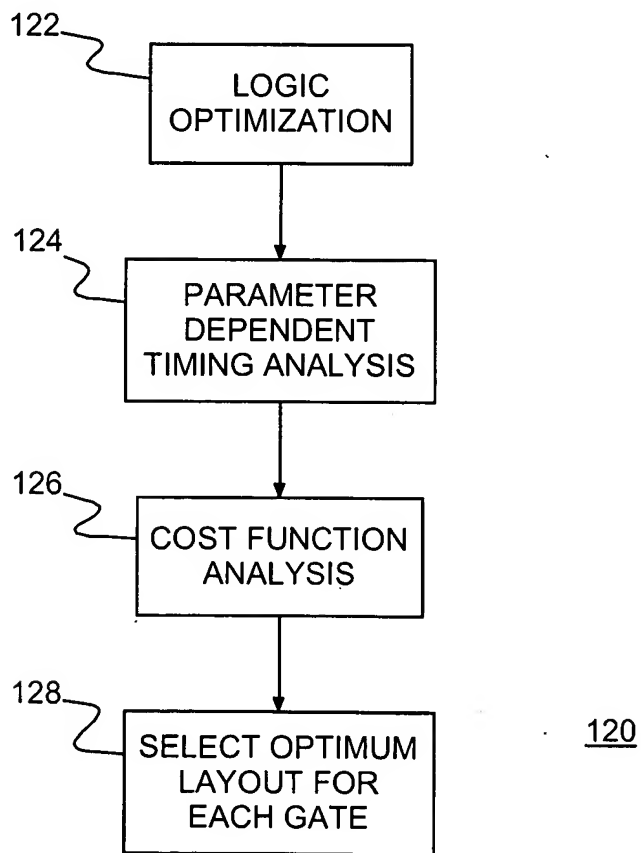 122
LOGIC
OPTIMIZATION
124
PARAMETER
DEPENDENT
TIMING ANALYSIS
126
COST FUNCTION
ANALYSIS
128
SELECT OPTIMUM
LAYOUT FOR
EACH GATE
120